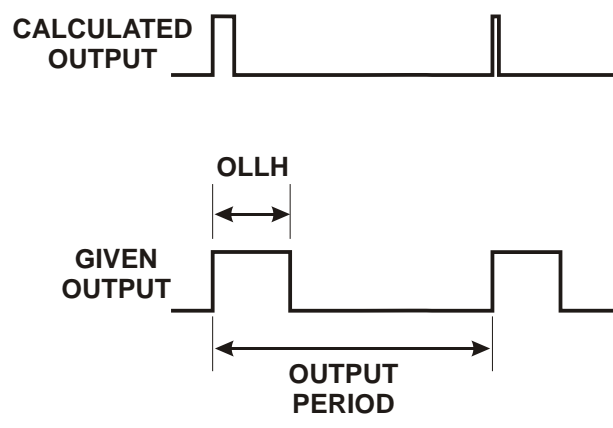 CALCULATED
OUTPUT
OLLH
GIVEN
OUTPUT
OUTPUT
PERIOD